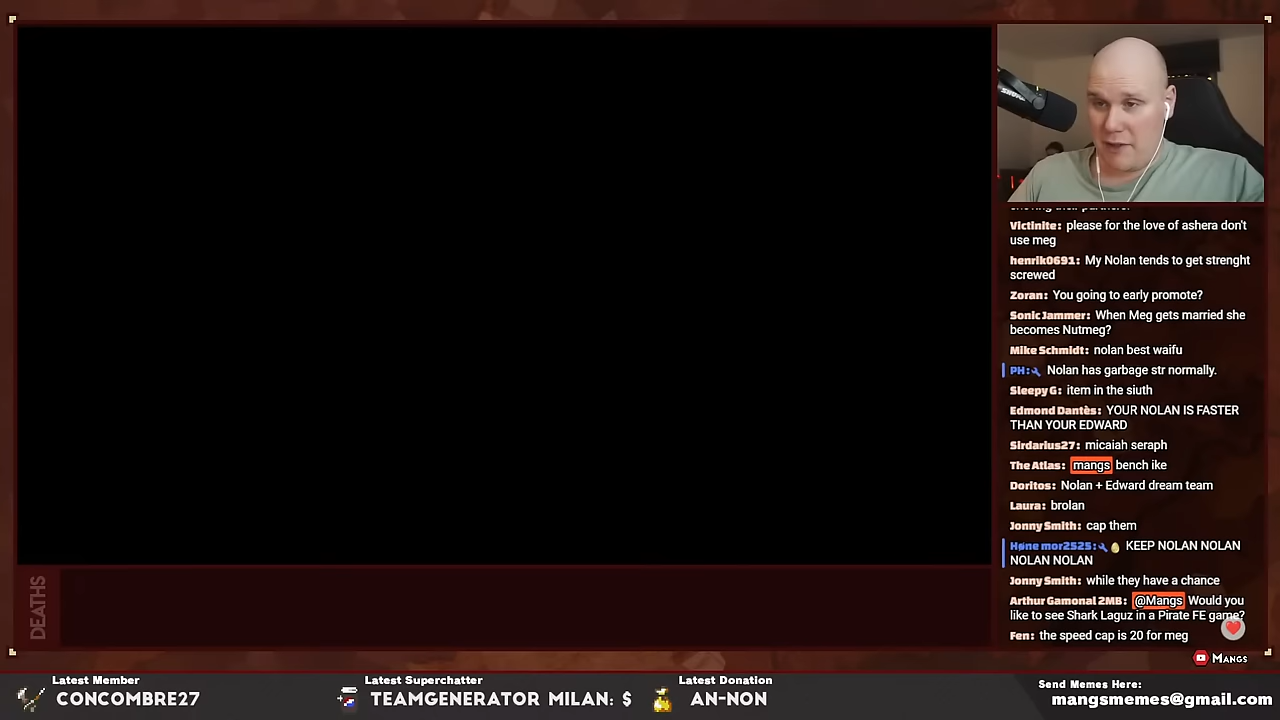 Victinite: please for the love of ashera don't
use meg
henrik0691: My Nolan tends to get strenght
screwed
Zoran: You going to early promote?
Sonic Jammer: When Meg gets married she
becomes Nutmeg?
Mike Schmidt: nolan best waifu
PH: Nolan has garbage str normally.
Sleepy G: item in the siuth
Edmond Dantès: YOUR NOLAN IS FASTER
THAN YOUR EDWARD
Sirdarius27: micaiah seraph
The Atlas: mangs bench ike
Doritos: Nolan + Edward dream team
Laura: brolan
Jonny Smith: cap them
Høne mor2525: KEEP NOLAN NOLAN
NOLAN NOLAN
Jonny Smith: while they have a chance
Arthur Gamonal 2MB: @Mangs Would you
like to see Shark Laguz in a Pirate FE game?
Fen: the speed cap is 20 for meg
DEATHS
MANGS
Latest Member
CONCOMBRE27
Latest Superchatter
TEAMGENERATOR MILAN: $
Latest Donation
AN-NON
Send Memes Here:
mangsmemes@gmail.com